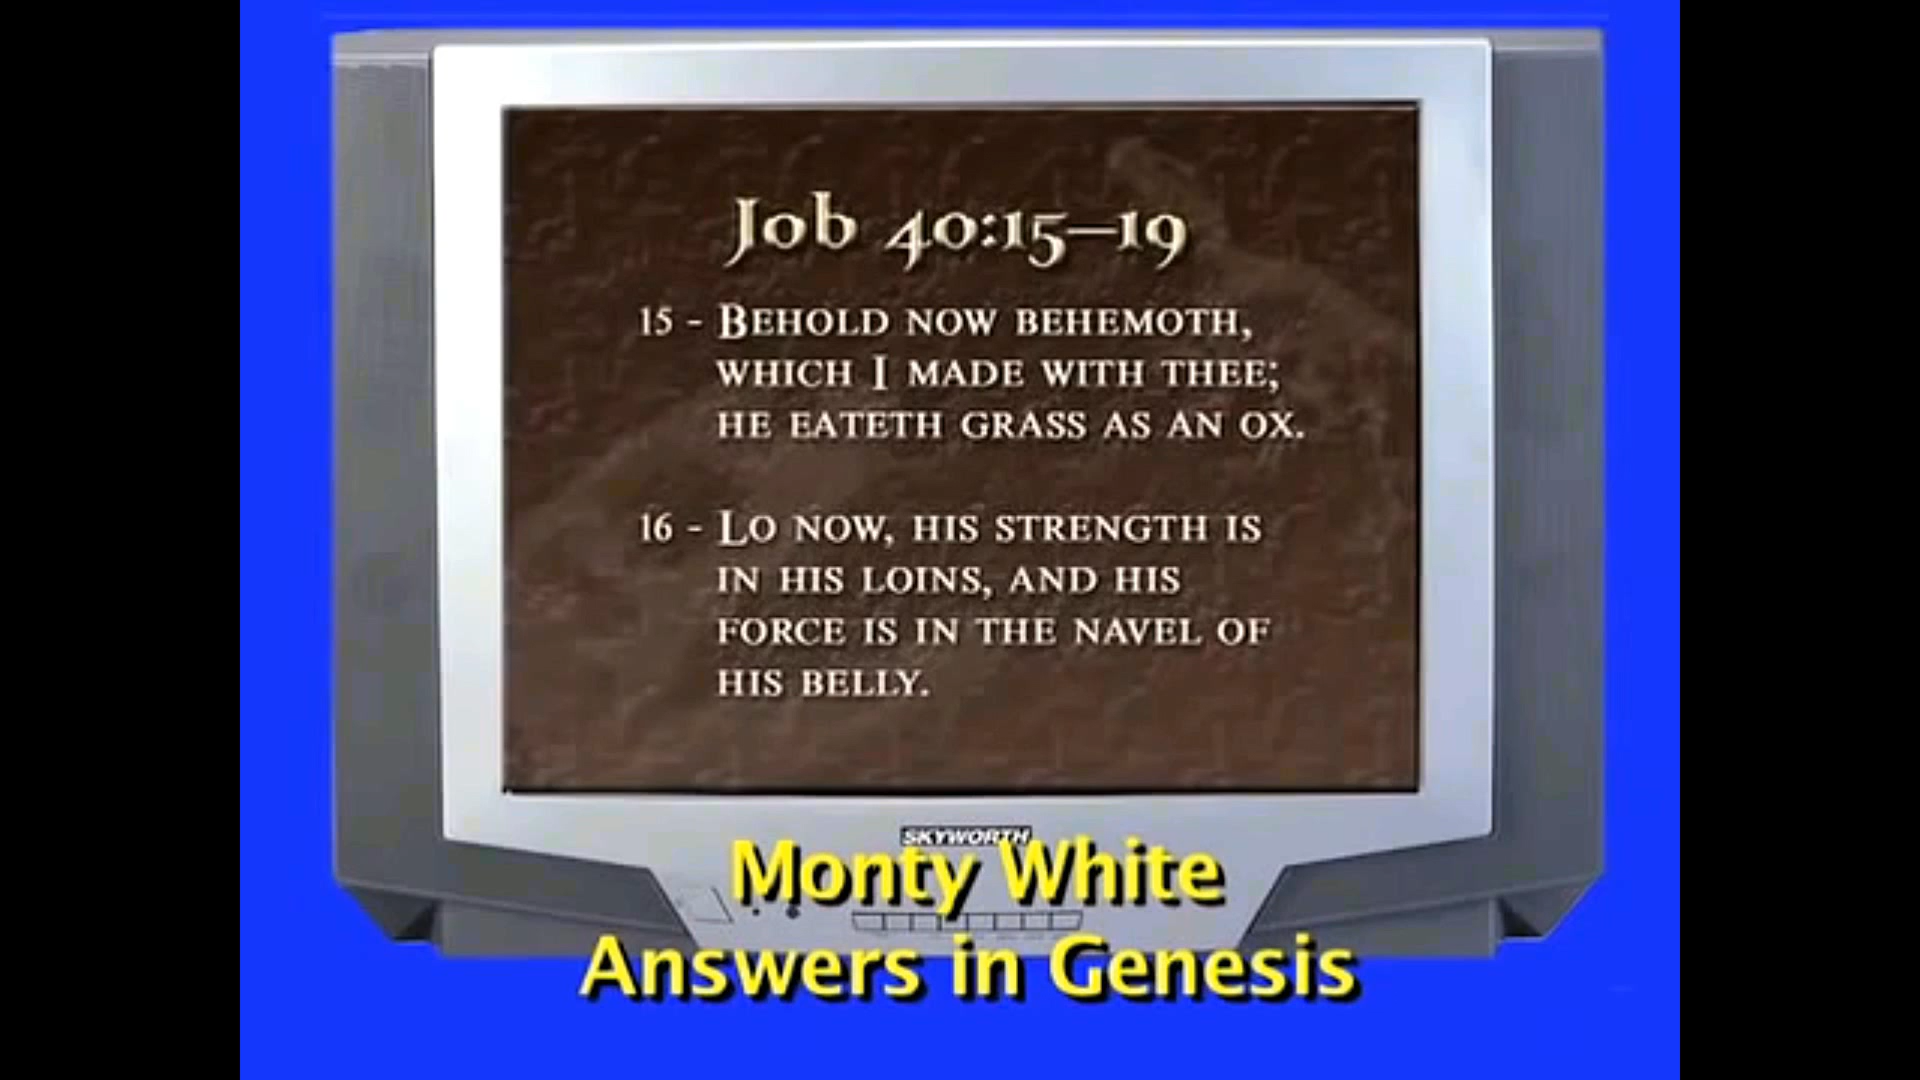 Job 40:15–19
15 - BEHOLD NOW BEHEMOTH,
WHICH I MADE WITH THEE;
HE EATETH GRASS AS AN OX.
16 - LO NOW, HIS STRENGTH IS
IN HIS LOINS, AND HIS
FORCE IS IN THE NAVEL OF
HIS BELLY.
SKYWORTH
Monty White
Answers in Genesis